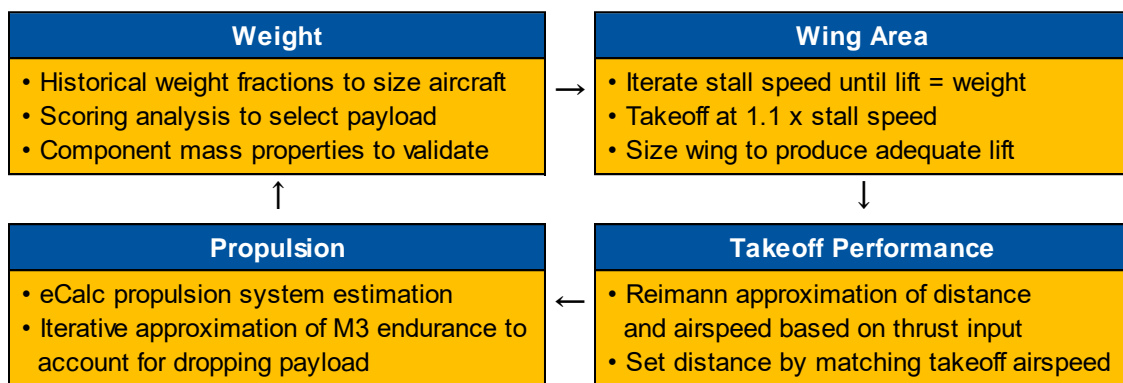 Weight
• Historical weight fractions to size aircraft
• Scoring analysis to select payload
• Component mass properties to validate
→
Wing Area
• Iterate stall speed until lift = weight
• Takeoff at 1.1 x stall speed
• Size wing to produce adequate lift
↑
↓
Propulsion
• eCalc propulsion system estimation
• Iterative approximation of M3 endurance to
account for dropping payload
←
Takeoff Performance
• Reimann approximation of distance
and airspeed based on thrust input
• Set distance by matching takeoff airspeed